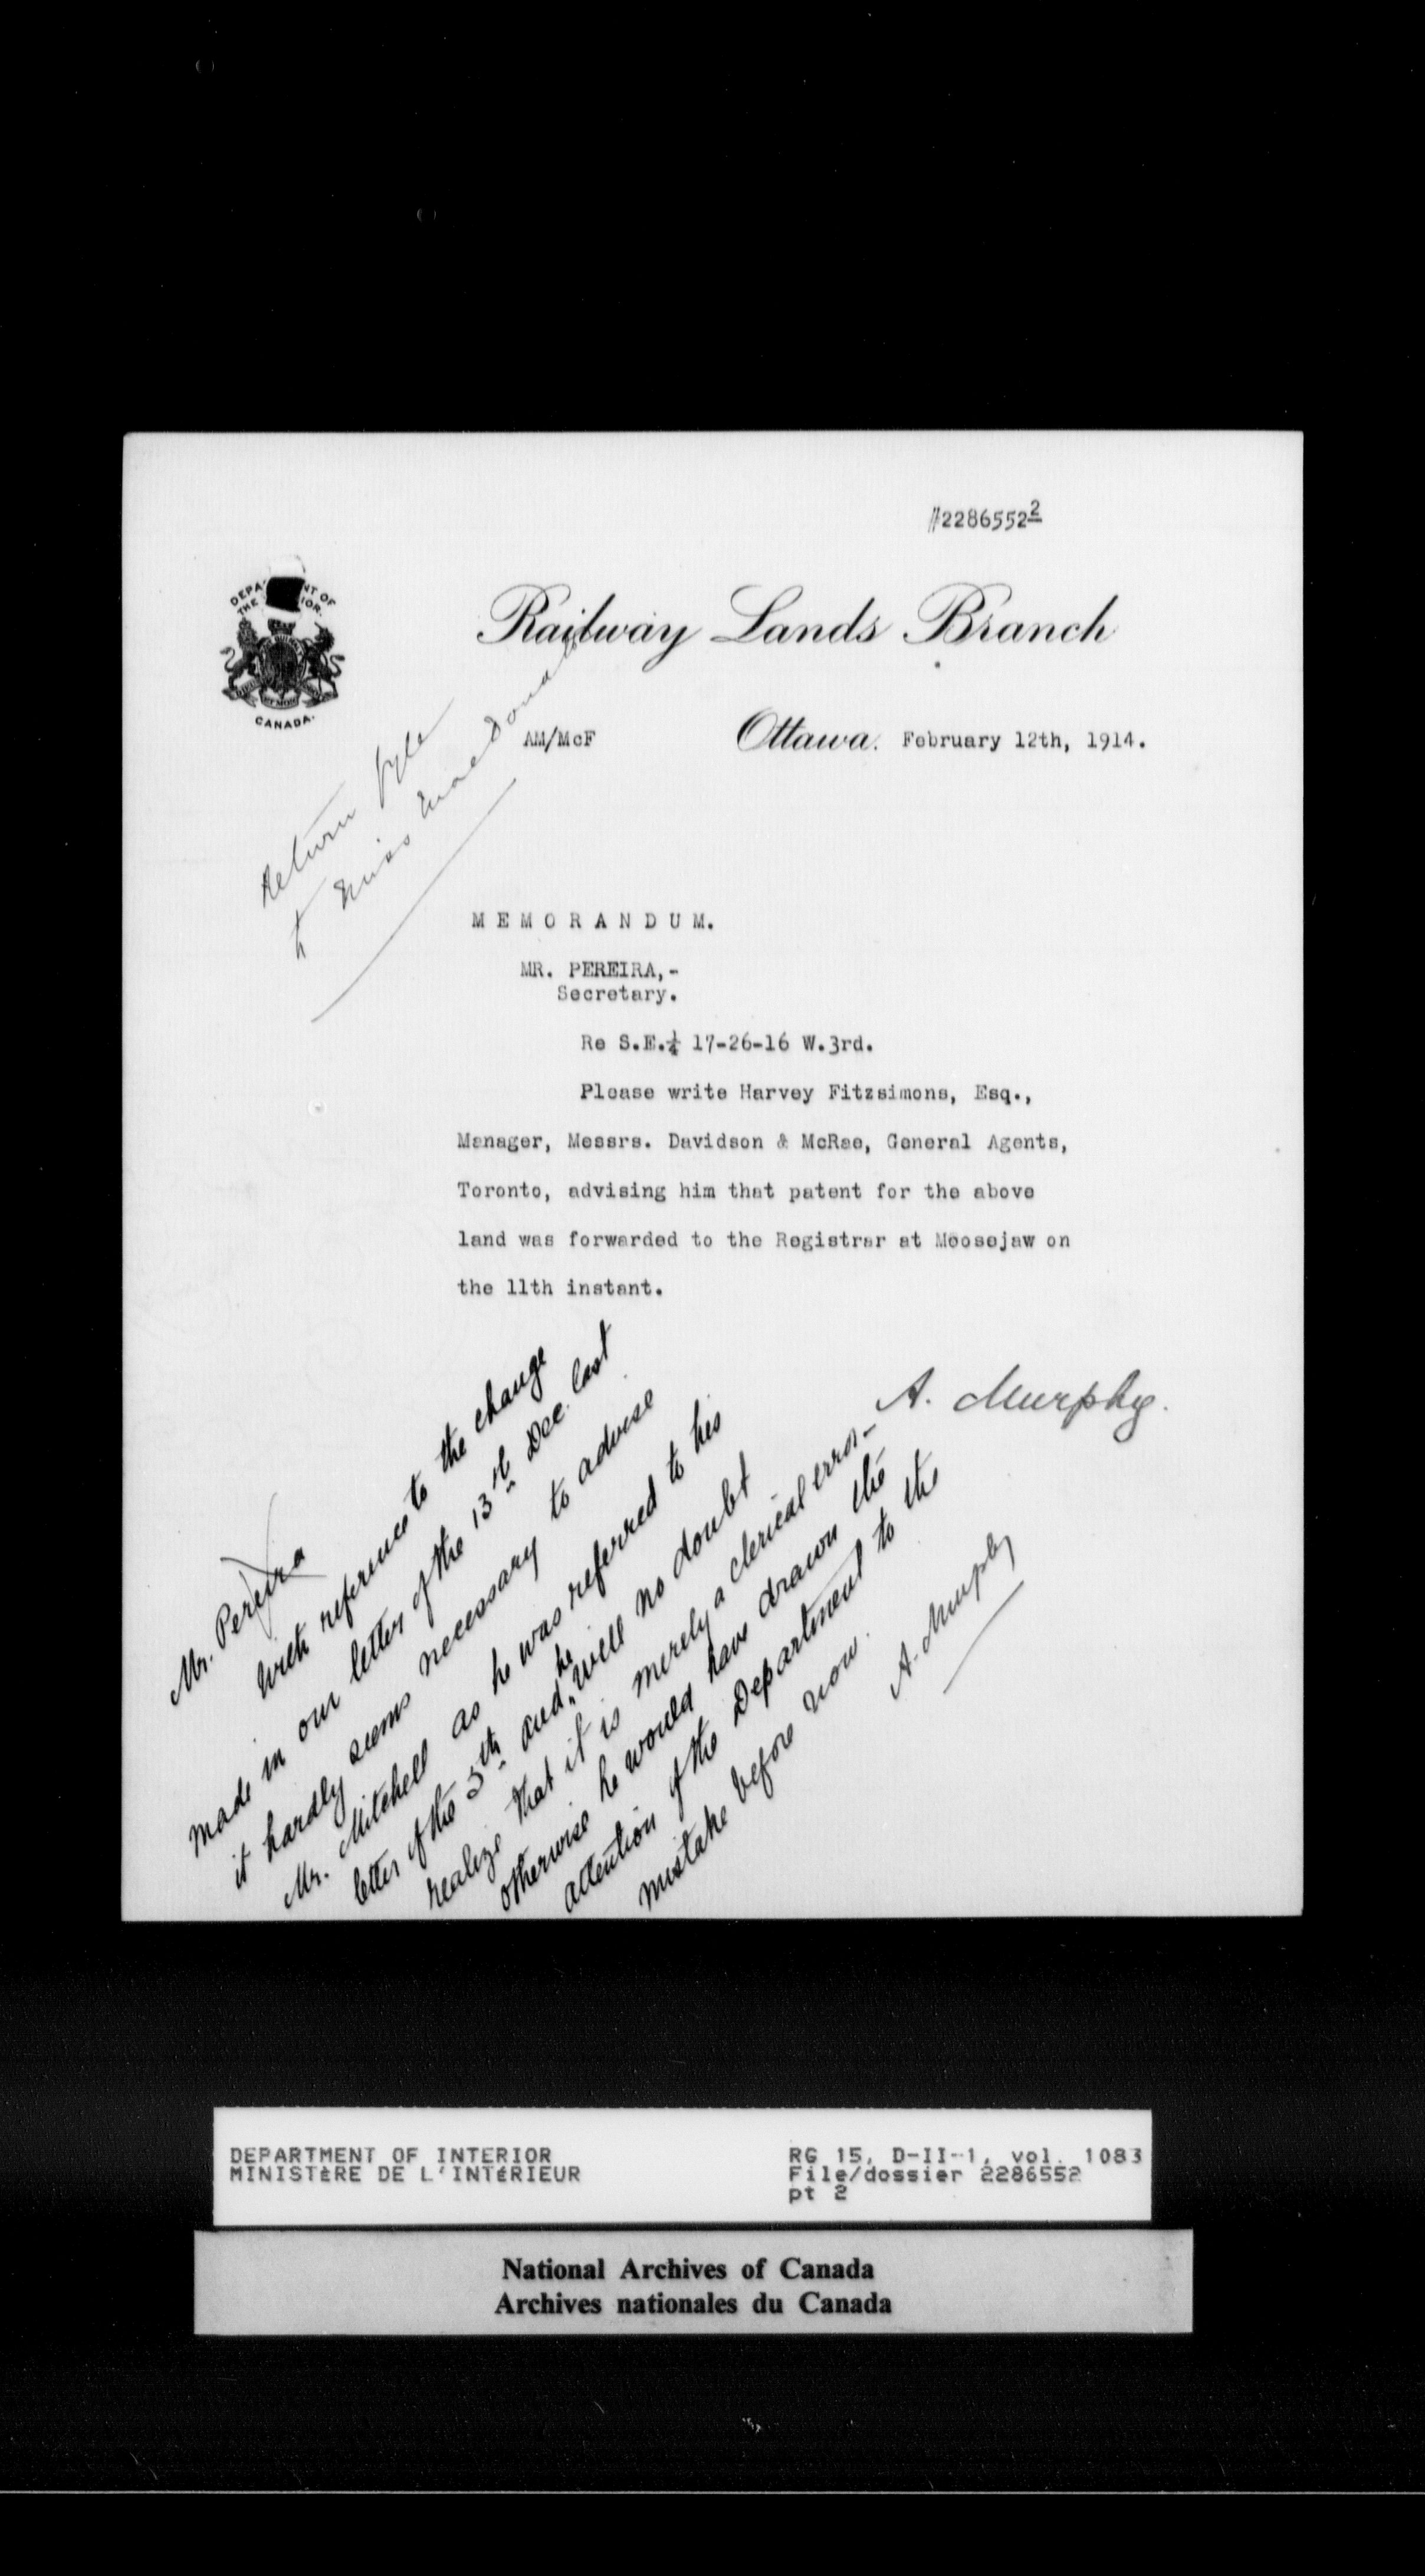 #2286552 2
DEPA NT OF
THE IOR.
CANADA.
Railway Lands Branch
AM/McF
Ottawa. February 12th, 1914.
Return file
to Miss MacDonald
M E M O R A N D U M.
MR. PEREIRA,-
Secretary.
Re S.E.¼ 17-26-16 W.3rd.
Please write Harvey Fitzsimons, Esq.,
Manager, Messrs. Davidson & McRae, General Agents,
Toronto, advising him that patent for the above
land was forwarded to the Registrar at Moosejaw on
the 11th instant.
A. Murphy.
Mr. Pereira
With reference to the change
made in our letter of the 13th Dec. last
it hardly seems necessary to advise
Mr. Mitchell as he was referred to his
letter of the 5th and he will no doubt
realize that it is merely a clerical error_
otherwise he would have drawn the
attention of the Department to the
mistake before now.
A. Murphy
DEPARTMENT OF INTERIOR
MINISTÈRE DE L'INTÉRIEUR
RG 15, D-II-1, vol. 1083
File/dossier 2286552
pt 2
National Archives of Canada
Archives nationales du Canada